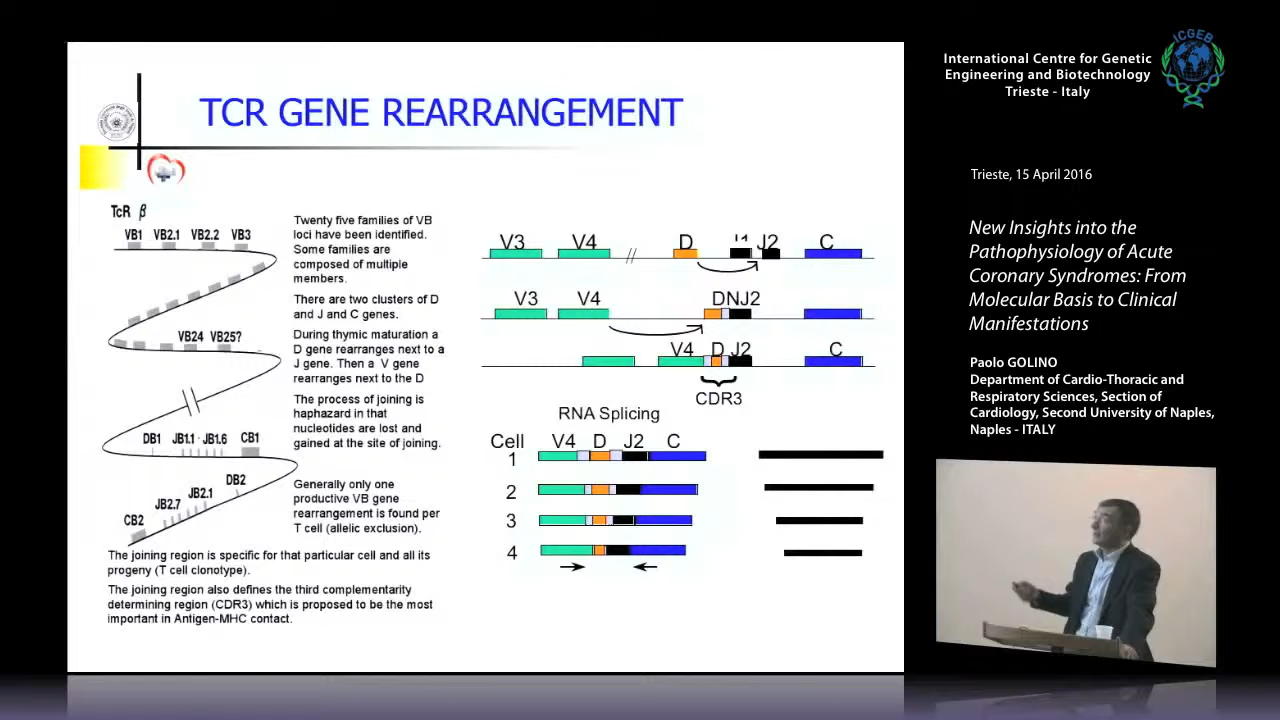 TCR GENE REARRANGEMENT
TcR β
VB1 VB2.1 VB2.2 VB3
VB24 VB25?
DB1 JB1.1 · JB1.6 CB1
DB2
JB2.1
JB2.7
CB2
Twenty five families of VB
loci have been identified.
Some families are
composed of multiple
members.
There are two clusters of D
and J and C genes.
During thymic maturation a
D gene rearranges next to a
J gene. Then a V gene
rearranges next to the D
The process of joining is
haphazard in that
nucleotides are lost and
gained at the site of joining.
Generally only one
productive VB gene
rearrangement is found per
T cell (allelic exclusion).
The joining region is specific for that particular cell and all its
progeny (T cell clonotype).
The joining region also defines the third complementarity
determining region (CDR3) which is proposed to be the most
important in Antigen-MHC contact.
V3 V4 // D J1 J2 C
V3 V4 DNJ2
V4 D J2 C
CDR3
RNA Splicing
Cell V4 D J2 C
1
2
3
4
ICGEB
International Centre for Genetic
Engineering and Biotechnology
Trieste - Italy
Trieste, 15 April 2016
New Insights into the
Pathophysiology of Acute
Coronary Syndromes: From
Molecular Basis to Clinical
Manifestations
Paolo GOLINO
Department of Cardio-Thoracic and
Respiratory Sciences, Section of
Cardiology, Second University of Naples,
Naples - ITALY